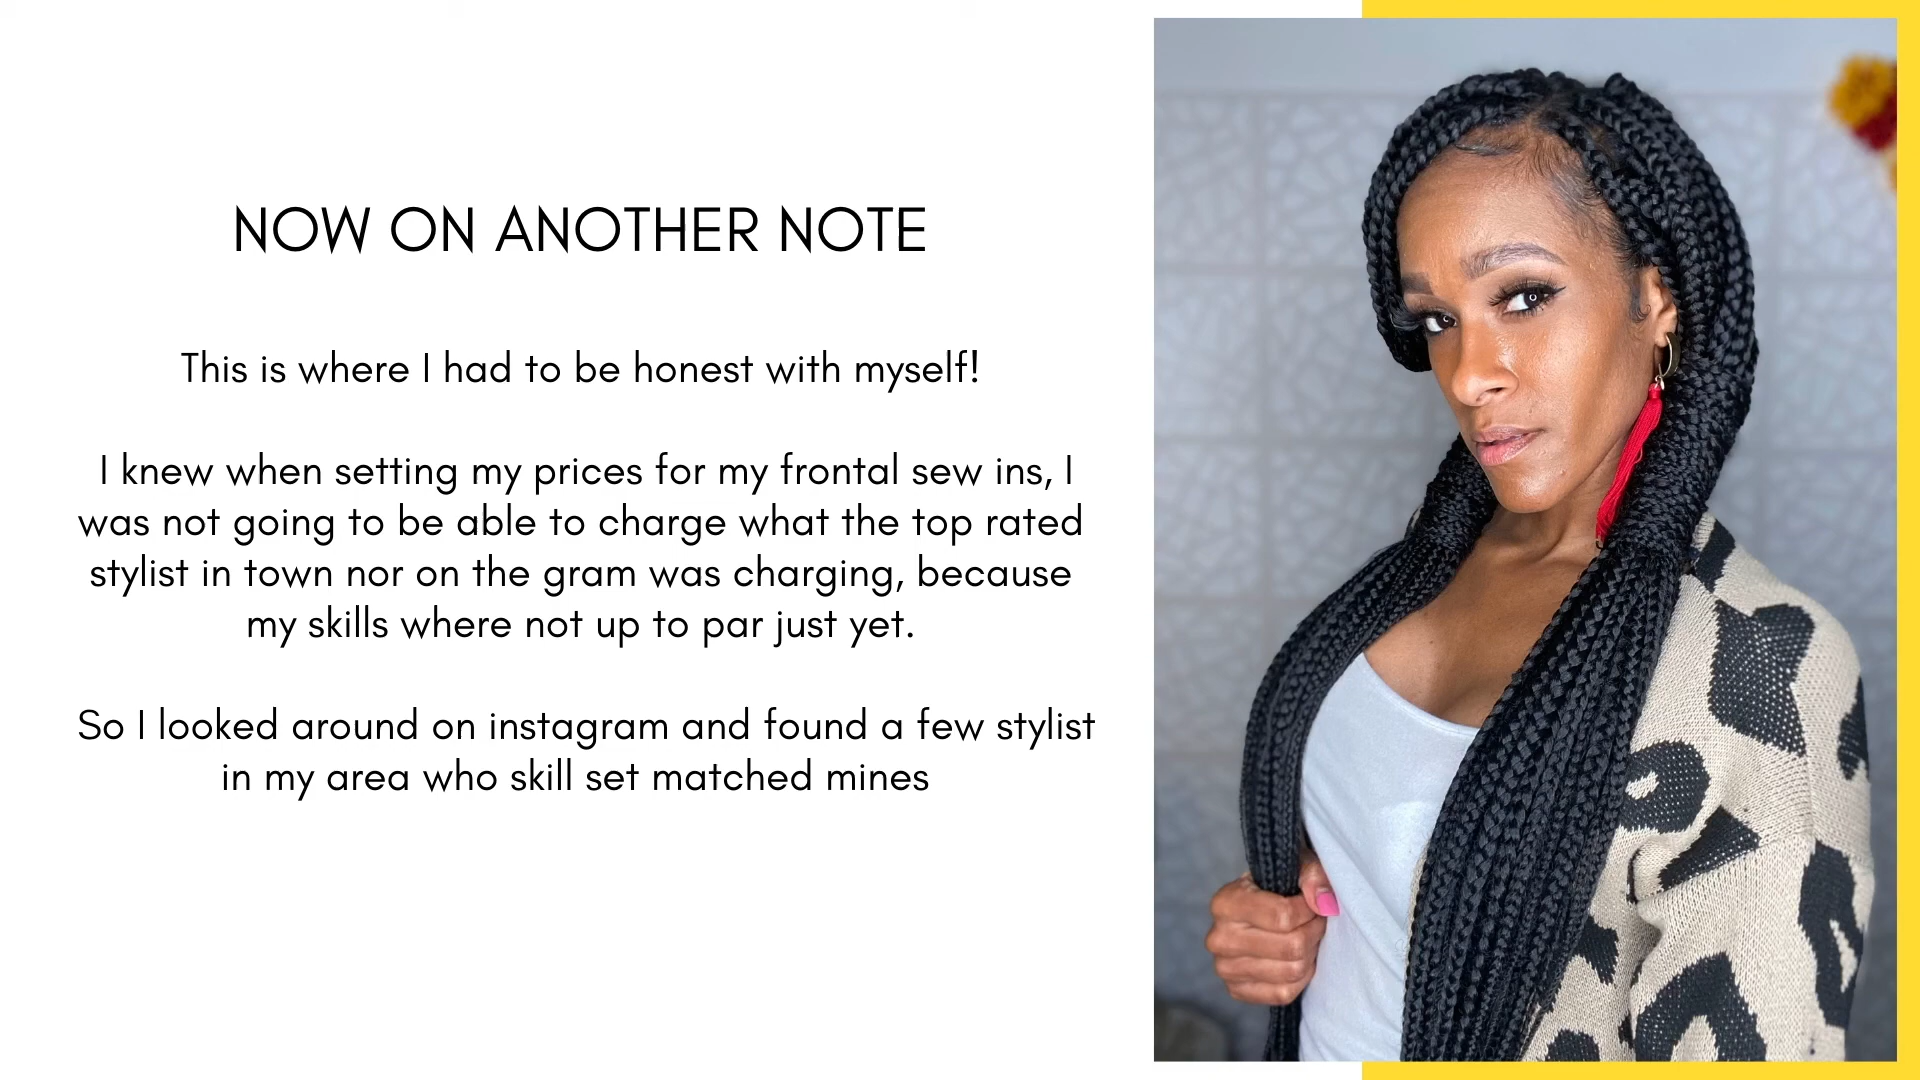 NOW ON ANOTHER NOTE
This is where I had to be honest with myself!
I knew when setting my prices for my frontal sew ins, I
was not going to be able to charge what the top rated
stylist in town nor on the gram was charging, because
my skills where not up to par just yet.
So I looked around on instagram and found a few stylist
in my area who skill set matched mines